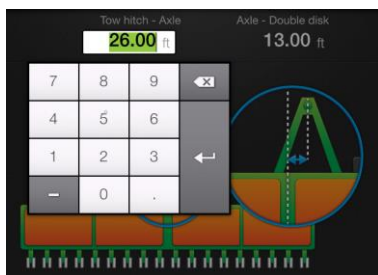 Tow hitch - Axle Axle - Double disk
26.00 ft 13.00 ft
7 8 9
4 5 6
1 2 3
- 0 .